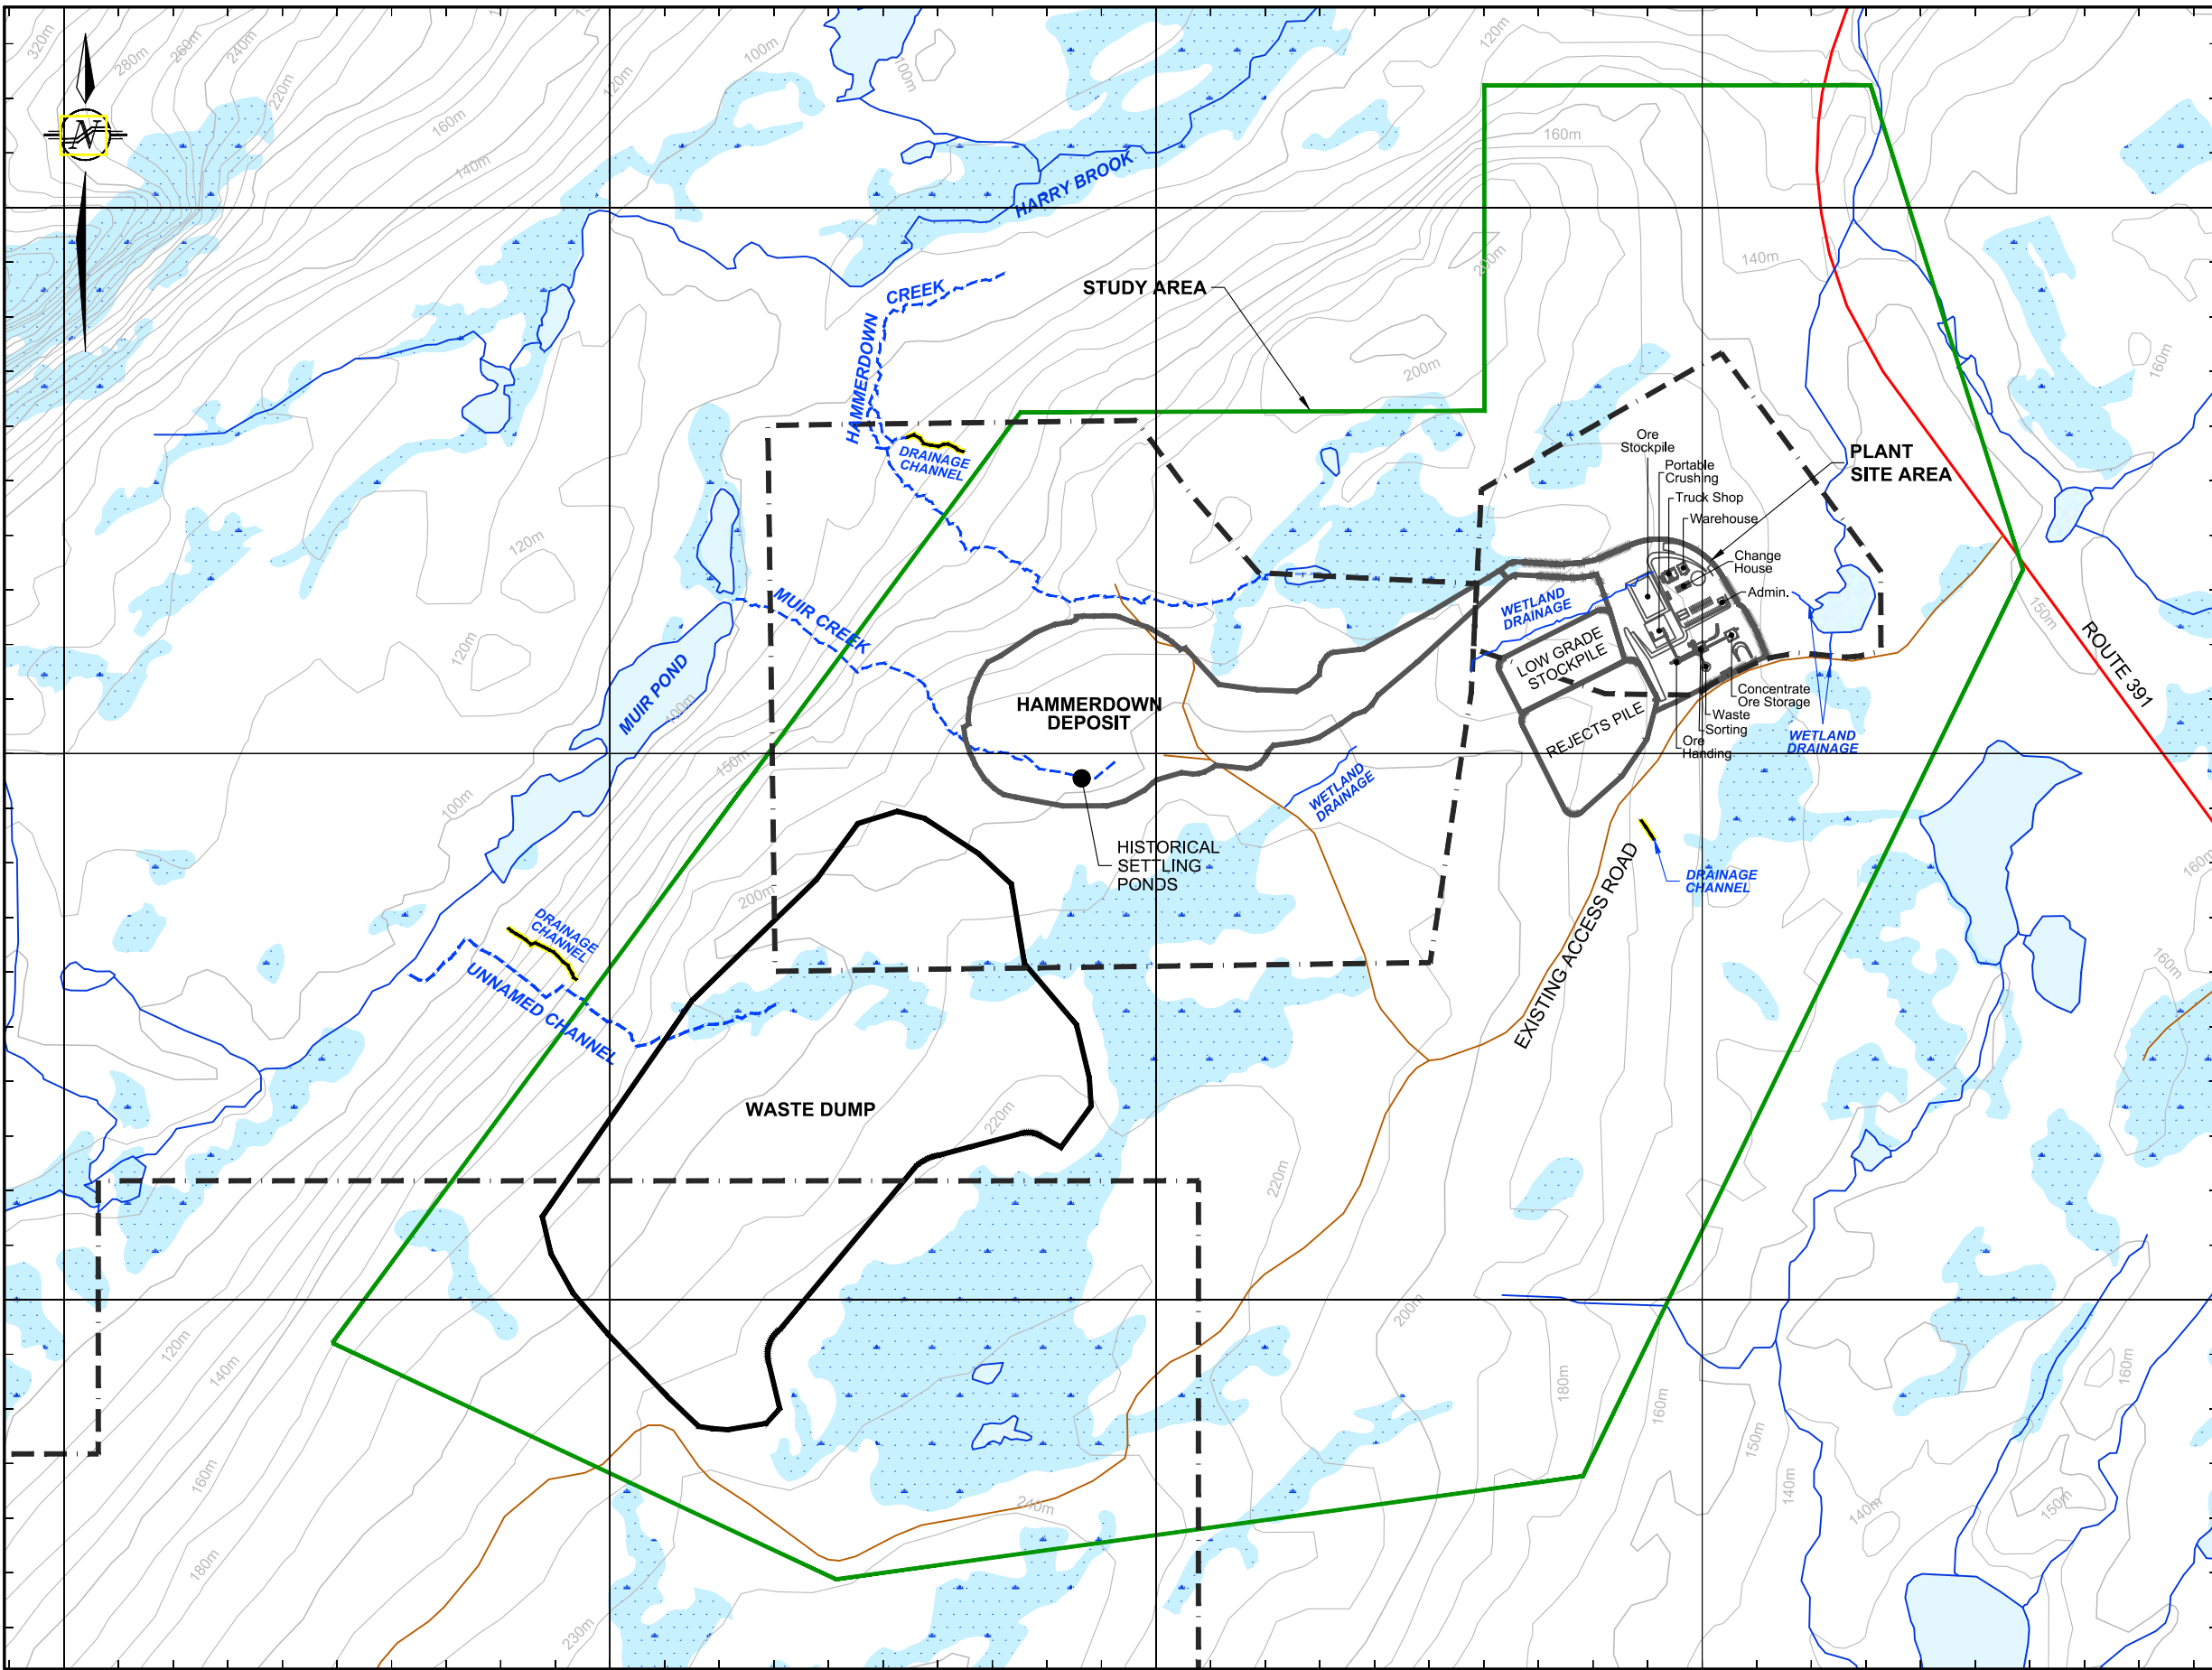 320m
280m
260m
240m
220m
160m
140m
120m
100m
100m
120m
160m
N
HARRY BROOK
200m
140m
STUDY AREA
CREEK
HAMMERDOWN
200m
160m
DRAINAGE
CHANNEL
Ore
Stockpile
Portable
Crushing
Truck Shop
Warehouse
Change
House
Admin.
PLANT
SITE AREA
120m
120m
MUIR CREEK
MUIR POND
100m
150m
100m
WETLAND
DRAINAGE
LOW GRADE
STOCKPILE
REJECTS PILE
Concentrate
Ore Storage
Waste
Sorting
Ore
Handing
WETLAND
DRAINAGE
150m
ROUTE 391
HAMMERDOWN
DEPOSIT
WETLAND
DRAINAGE
HISTORICAL
SETTLING
PONDS
200m
DRAINAGE
CHANNEL
160m
EXISTING ACCESS ROAD
DRAINAGE
CHANNEL
UNNAMED CHANNEL
160m
WASTE DUMP
220m
220m
200m
120m
140m
160m
180m
180m
160m
150m
140m
140m
150m
160m
240m
230m